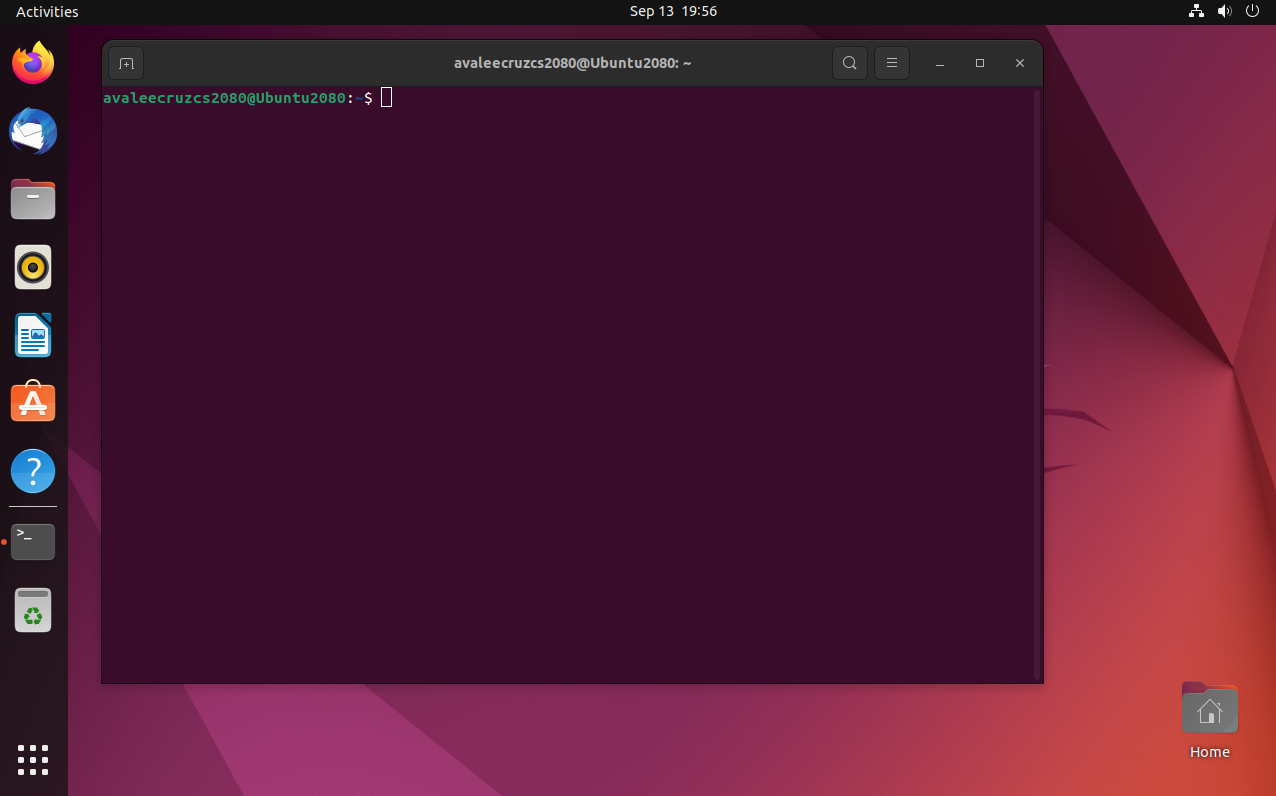 Activities
Sep 13 19:56
avaleecruzcs2080@Ubuntu2080: ~
avaleecruzcs2080@Ubuntu2080:~$
>_
Home